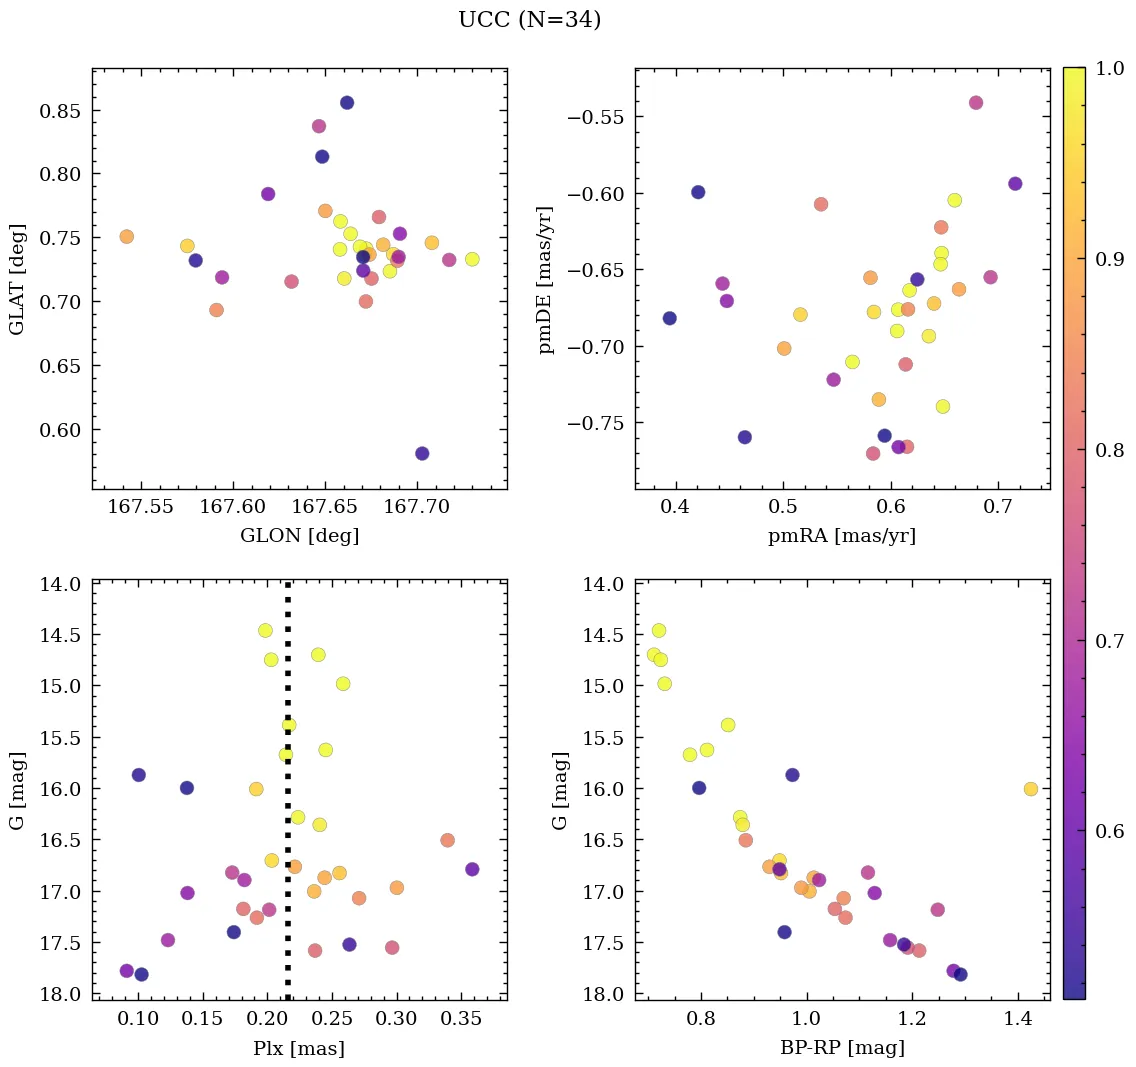 UCC (N=34)
0.85
0.80
0.75
0.70
0.65
0.60
GLAT [deg]
167.55 167.60 167.65 167.70
GLON [deg]
−0.55
−0.60
−0.65
−0.70
−0.75
pmDE [mas/yr]
0.4 0.5 0.6 0.7
pmRA [mas/yr]
1.0
0.9
0.8
0.7
0.6
14.0
14.5
15.0
15.5
16.0
16.5
17.0
17.5
18.0
G [mag]
0.10 0.15 0.20 0.25 0.30 0.35
Plx [mas]
14.0
14.5
15.0
15.5
16.0
16.5
17.0
17.5
18.0
G [mag]
0.8 1.0 1.2 1.4
BP-RP [mag]